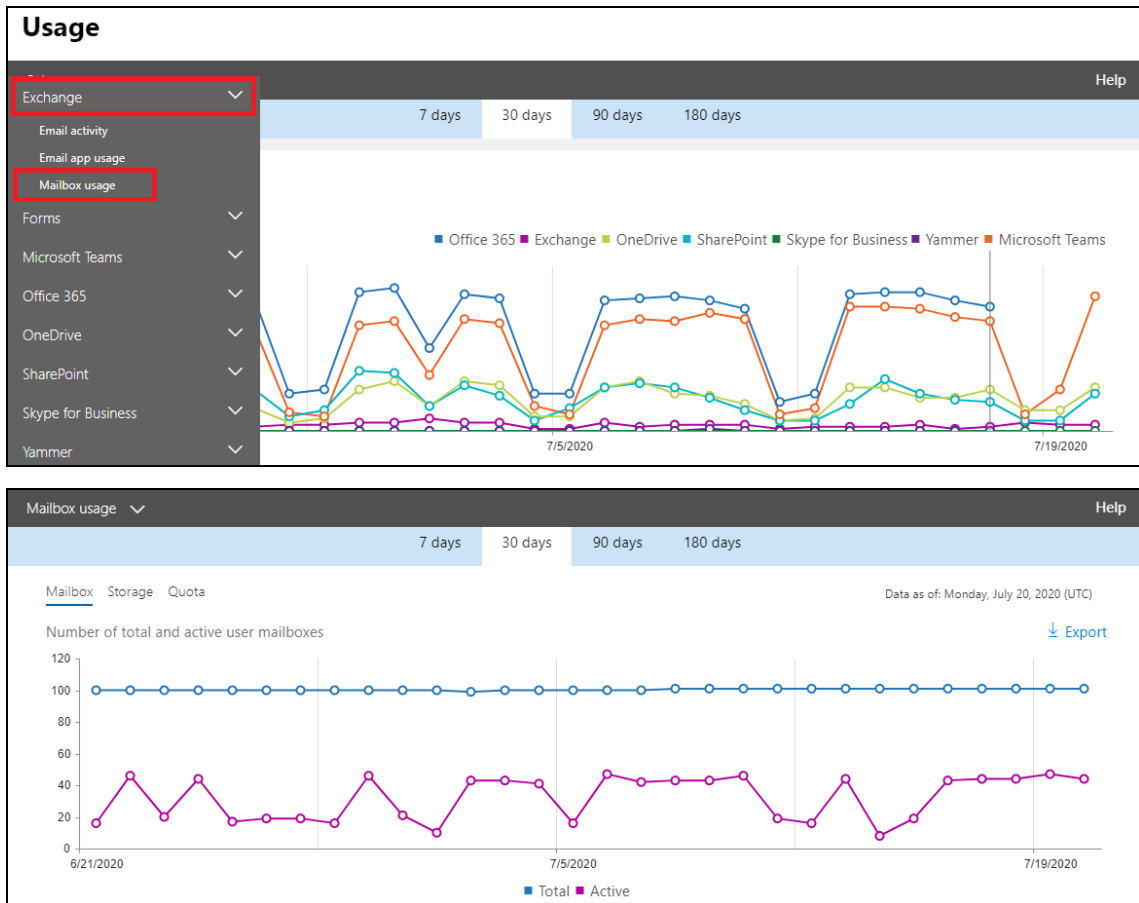 Usage
Help
Exchange
7 days 30 days 90 days 180 days
Email activity
Email app usage
Mailbox usage
Forms
Office 365 Exchange OneDrive SharePoint Skype for Business Yammer Microsoft Teams
Microsoft Teams
Office 365
OneDrive
SharePoint
Skype for Business
Yammer
7/5/2020 7/19/2020
Mailbox usage Help
7 days 30 days 90 days 180 days
Mailbox Storage Quota Data as of: Monday, July 20, 2020 (UTC)
Number of total and active user mailboxes Export
120
100
80
60
40
20
0
6/21/2020 7/5/2020 7/19/2020
Total Active